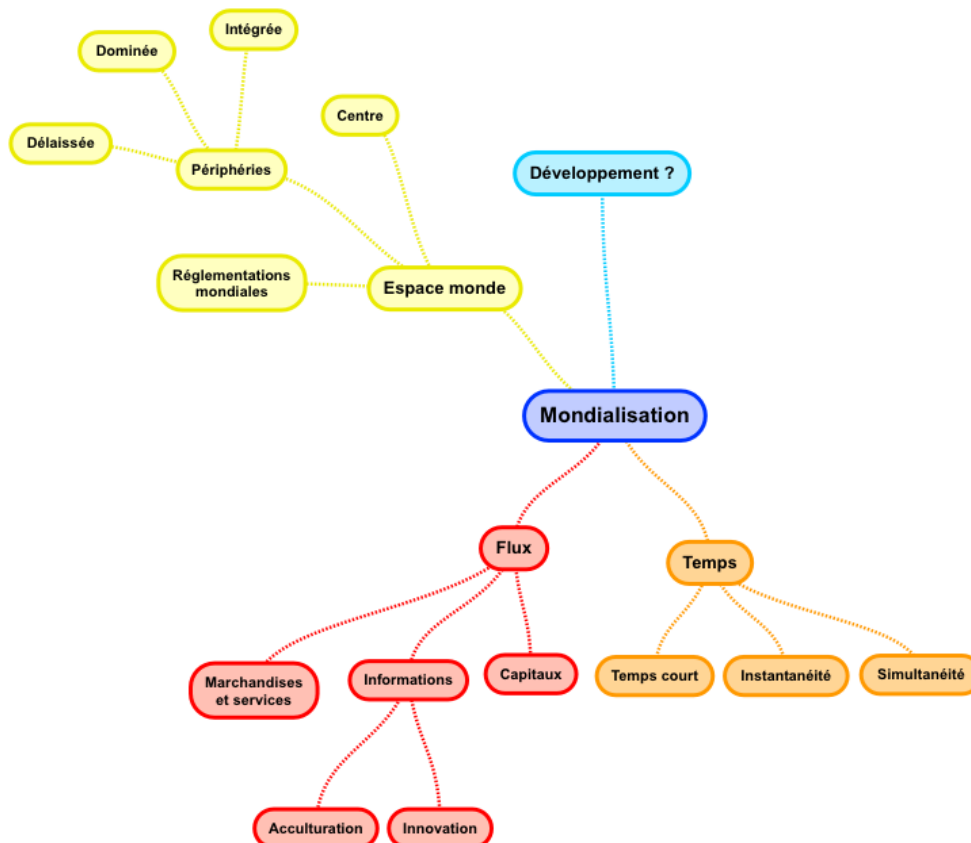 Intégrée
Dominée
Centre
Délaissée
Périphéries
Développement ?
Réglementations
mondiales
Espace monde
Mondialisation
Flux
Temps
Marchandises
et services
Informations
Capitaux
Temps court
Instantanéité
Simultanéité
Acculturation
Innovation